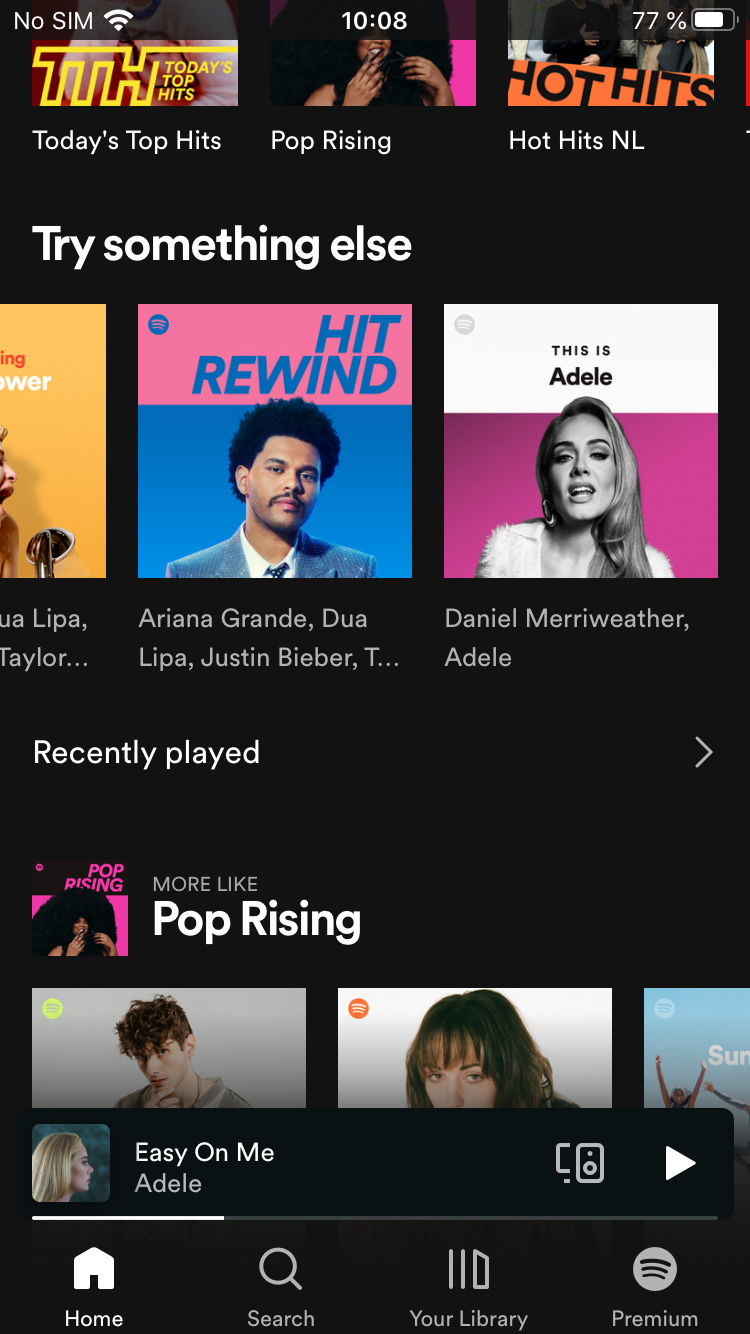 No SIM 10:08 77 %
TTH TODAY'S
TOP
HITS
HOT HITS
Today's Top Hits Pop Rising Hot Hits NL
Try something else
ing
ower
HIT
REWIND
THIS IS
Adele
ua Lipa,
Taylor...
Ariana Grande, Dua
Lipa, Justin Bieber, T...
Daniel Merriweather,
Adele
Recently played
POP
RISING
MORE LIKE
Pop Rising
Sun
Easy On Me
Adele
Home Search Your Library Premium